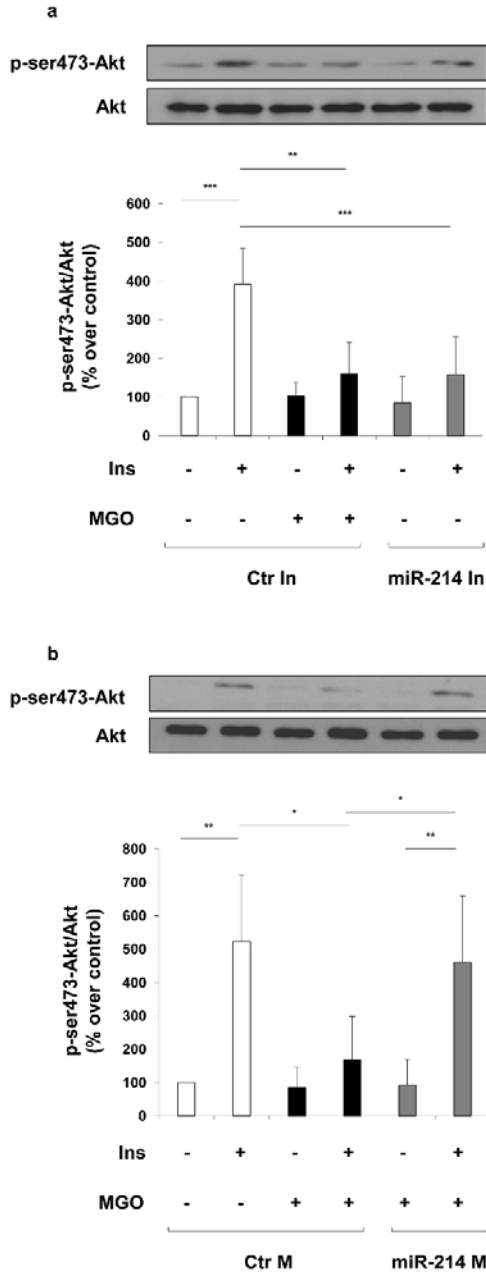 a
p-ser473-Akt
Akt
**
***
***
p-ser473-Akt/Akt
(% over control)
600
500
400
300
200
100
0
Ins - + - + - +
MGO - - + + - -
Ctr In miR-214 In
b
p-ser473-Akt
Akt
*
*
**
**
p-ser473-Akt/Akt
(% over control)
800
700
600
500
400
300
200
100
0
Ins - + - + - +
MGO - - + + + +
Ctr M miR-214 M